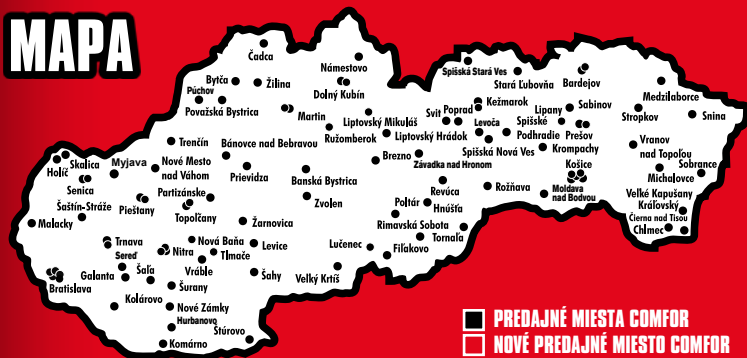 MAPA
Čadca
Námestovo
Bytča
Žilina
Púchov
Dolný Kubín
Považská Bystrica
Martin
Spišská Stará Ves
Stará Ľubovňa
Bardejov
Kežmarok
Medzilaborce
Svit
Poprad
Lipany
Sabinov
Snina
Liptovský Mikuláš
Levoča
Spišské
Podhradie
Stropkov
Prešov
Ružomberok
Liptovský Hrádok
Spišská Nová Ves
Krompachy
Vranov
nad Topoľou
Trenčín
Bánovce nad Bebravou
Brezno
Závadka nad Hronom
Košice
Sobrance
Michalovce
Holíč
Skalica
Myjava
Nové Mesto
nad Váhom
Prievidza
Banská Bystrica
Revúca
Rožňava
Moldava
nad Bodvou
Senica
Partizánske
Zvolen
Poltár
Hnúšťa
Veľké Kapušany
Kráľovský
Šaštín-Stráže
Pieštany
Topoľčany
Čierna nad Tisou
Chlmec
Malacky
Žarnovica
Rimavská Sobota
Tornaľa
Trnava
Sereď
Nitra
Nová Baňa
Levice
Lučenec
Fiľakovo
Tlmače
Galanta
Šaľa
Vráble
Šahy
Velký Krtíš
Bratislava
Šurany
Kolárovo
Nové Zámky
Hurbanovo
Štúrovo
Komárno
PREDAJNÉ MIESTA COMFOR
NOVÉ PREDAJNÉ MIESTO COMFOR